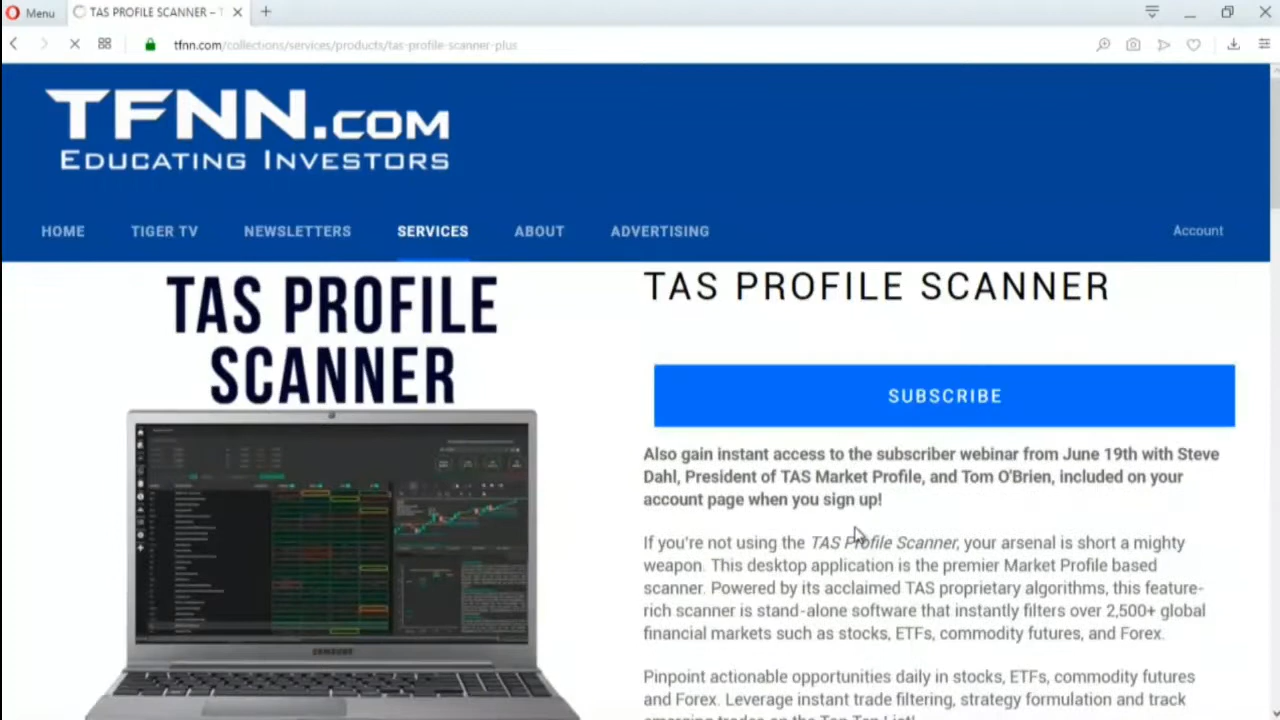 Menu
TAS PROFILE SCANNER – T
tfnn.com/collections/services/products/tas-profile-scanner-plus
TFNN.COM
EDUCATING INVESTORS
HOME
TIGER TV
NEWSLETTERS
SERVICES
ABOUT
ADVERTISING
Account
TAS PROFILE
SCANNER
SAMSUNG
TAS PROFILE SCANNER
SUBSCRIBE
Also gain instant access to the subscriber webinar from June 19th with Steve
Dahl, President of TAS Market Profile, and Tom O'Brien, included on your
account page when you sign up!
If you're not using the TAS Profile Scanner, your arsenal is short a mighty
weapon. This desktop application is the premier Market Profile based
scanner. Powered by its acclaimed TAS proprietary algorithms, this feature-
rich scanner is stand-alone software that instantly filters over 2,500+ global
financial markets such as stocks, ETFs, commodity futures, and Forex.
Pinpoint actionable opportunities daily in stocks, ETFs, commodity futures
and Forex. Leverage instant trade filtering, strategy formulation and track
emerging trades on the Top Ten List!